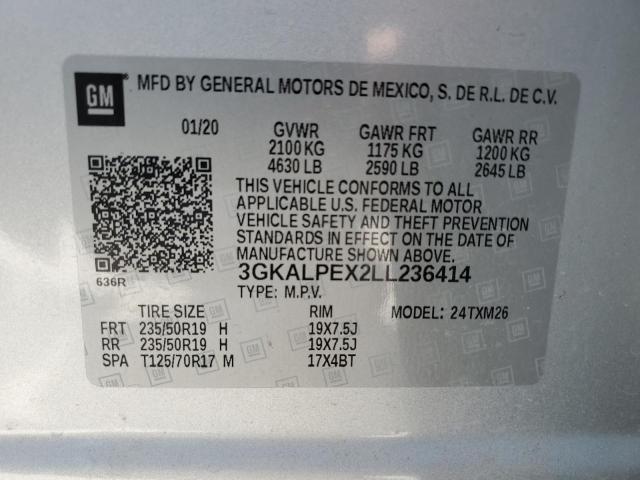 GM
MFD BY GENERAL MOTORS DE MEXICO, S. DE R.L. DE C.V.
01/20 GVWR GAWR FRT GAWR RR
2100 KG 1175 KG 1200 KG
4630 LB 2590 LB 2645 LB
THIS VEHICLE CONFORMS TO ALL
APPLICABLE U.S. FEDERAL MOTOR
VEHICLE SAFETY AND THEFT PREVENTION
STANDARDS IN EFFECT ON THE DATE OF
MANUFACTURE SHOWN ABOVE.
636R 3GKALPEX2LL236414
TYPE: M.P.V.
TIRE SIZE RIM MODEL: 24TXM26
FRT 235/50R19 H 19X7.5J
RR 235/50R19 H 19X7.5J
SPA T125/70R17 M 17X4BT